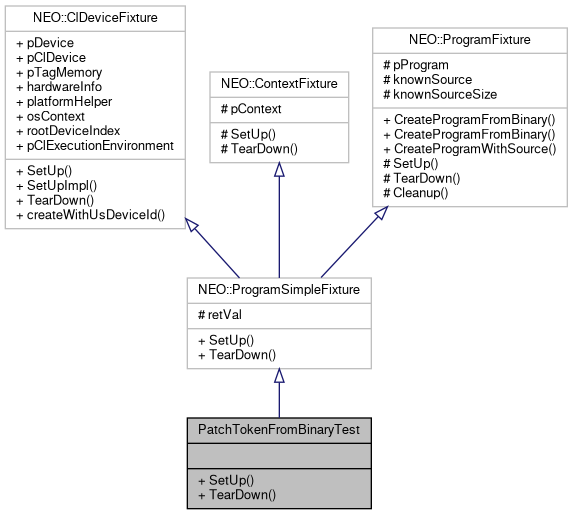 NEO::ClDeviceFixture
+ pDevice
+ pClDevice
+ pTagMemory
+ hardwareInfo
+ platformHelper
+ osContext
+ rootDeviceIndex
+ pClExecutionEnvironment
+ SetUp()
+ SetUpImpl()
+ TearDown()
+ createWithUsDeviceId()
NEO::ContextFixture
# pContext
# SetUp()
# TearDown()
NEO::ProgramFixture
# pProgram
# knownSource
# knownSourceSize
+ CreateProgramFromBinary()
+ CreateProgramFromBinary()
+ CreateProgramWithSource()
# SetUp()
# TearDown()
# Cleanup()
NEO::ProgramSimpleFixture
# retVal
+ SetUp()
+ TearDown()
PatchTokenFromBinaryTest
+ SetUp()
+ TearDown()